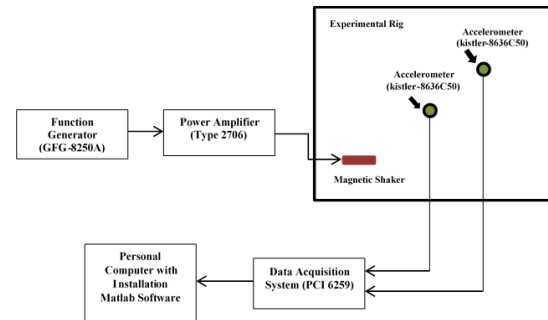 Experimental Rig
Accelerometer
(kistler-8636C50)
Accelerometer
(kistler-8636C50)
Function
Generator
(GFG-8250A)
Power Amplifier
(Type 2706)
Magnetic Shaker
Personal
Computer with
Installation
Matlab Software
Data Acquisition
System (PCI 6259)